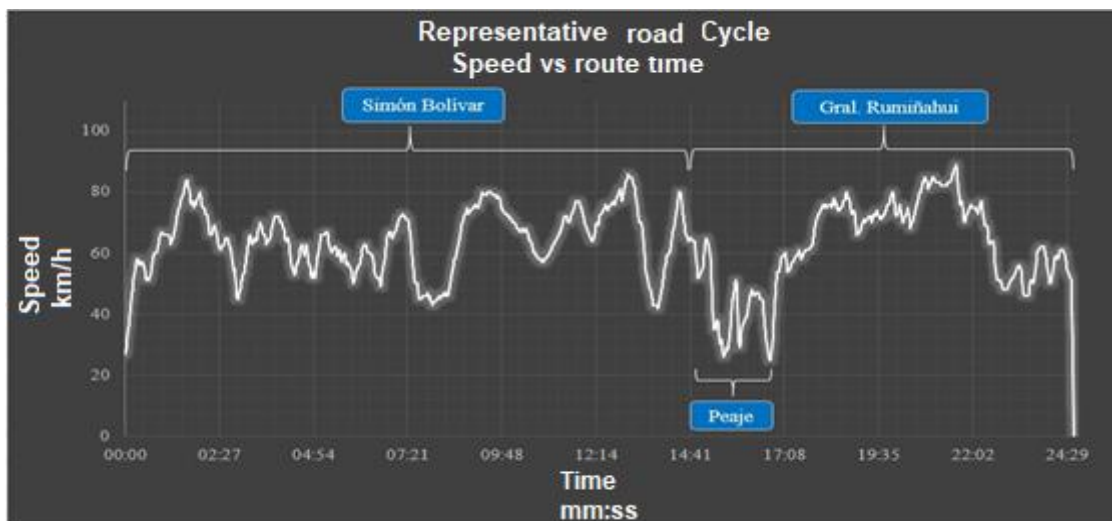 Representative road Cycle
Speed vs route time
Simón Bolívar
Gral. Rumiñahui
100
80
60
40
20
0
Speed
km/h
Peaje
00:00 02:27 04:54 07:21 09:48 12:14 14:41 17:08 19:35 22:02 24:29
Time
mm:ss